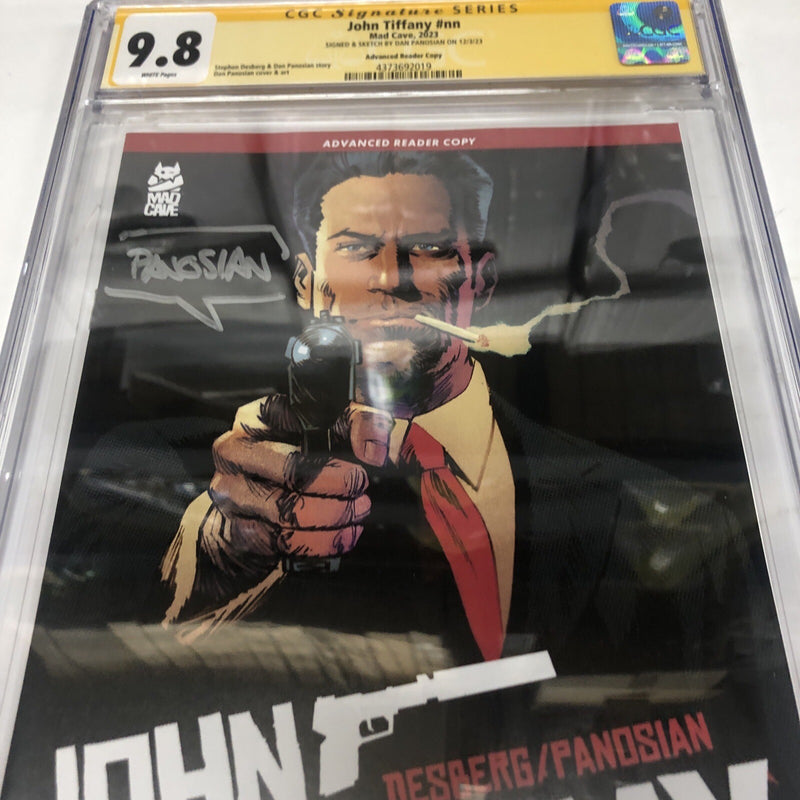 CGC Signature SERIES
9.8
WHITE Pages
John Tiffany #nn
Mad Cave, 2023
SIGNED & SKETCH BY DAN PANOSIAN ON 12/3/23
Advanced Reader Copy
4373692019
Stephen Desberg & Dan Panosian story
Dan Panosian cover & art
CGC
ADVANCED READER COPY
MAD
CAVE
PANOSIAN
JOHN
DESBERG/PANOSIAN